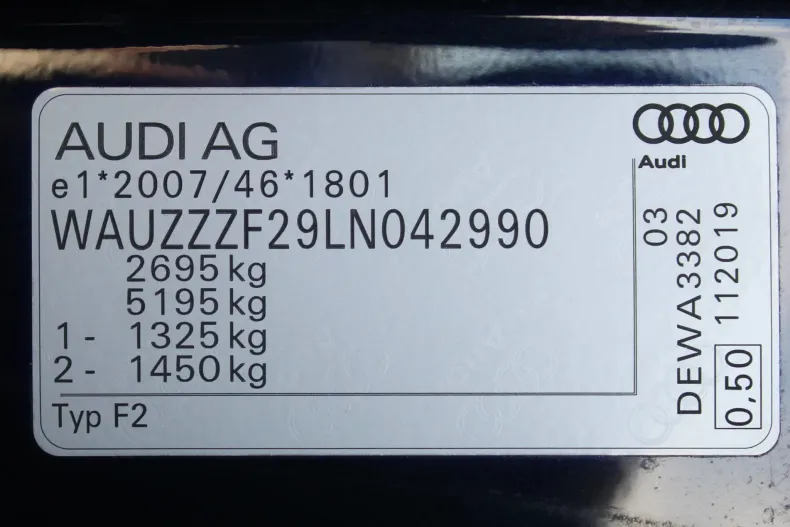 AUDI AG
e1*2007/46*1801
WAUZZZF29LN042990
2695 kg
5195 kg
1 - 1325 kg
2 - 1450 kg
Typ F2
Audi
03
DEWA3382
0,50 112019